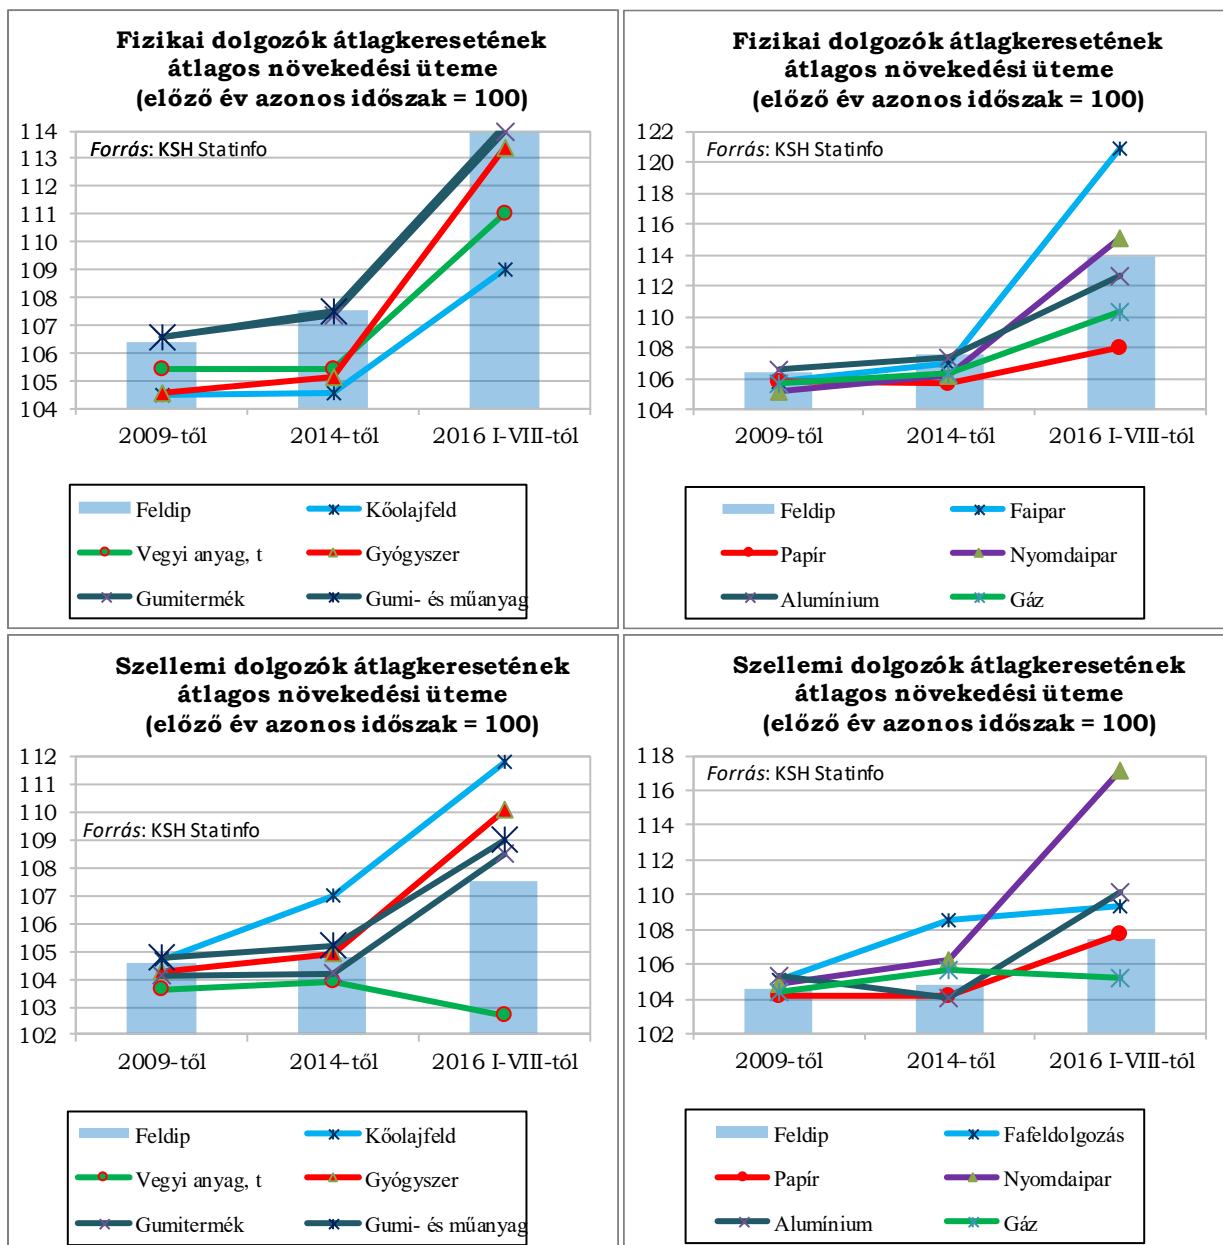 Fizikai dolgozók átlagkeresetének
átlagos növekedési üteme
(előző év azonos időszak = 100)
Forrás: KSH Statinfo
114
113
112
111
110
109
108
107
106
105
104
2009-től
2014-től
2016 I-VIII-tól
Feldip
Kőolajfeld
Vegyi anyag, t
Gyógyszer
Gumitermék
Gumi- és műanyag
Fizikai dolgozók átlagkeresetének
átlagos növekedési üteme
(előző év azonos időszak = 100)
Forrás: KSH Statinfo
122
120
118
116
114
112
110
108
106
104
2009-től
2014-től
2016 I-VIII-tól
Feldip
Faipar
Papír
Nyomdaipar
Alumínium
Gáz
Szellemi dolgozók átlagkeresetének
átlagos növekedési üteme
(előző év azonos időszak = 100)
Forrás: KSH Statinfo
112
111
110
109
108
107
106
105
104
103
102
2009-től
2014-től
2016 I-VIII-tól
Feldip
Kőolajfeld
Vegyi anyag, t
Gyógyszer
Gumitermék
Gumi- és műanyag
Szellemi dolgozók átlagkeresetének
átlagos növekedési üteme
(előző év azonos időszak = 100)
Forrás: KSH Statinfo
118
116
114
112
110
108
106
104
102
2009-től
2014-től
2016 I-VIII-tól
Feldip
Fafeldolgozás
Papír
Nyomdaipar
Alumínium
Gáz